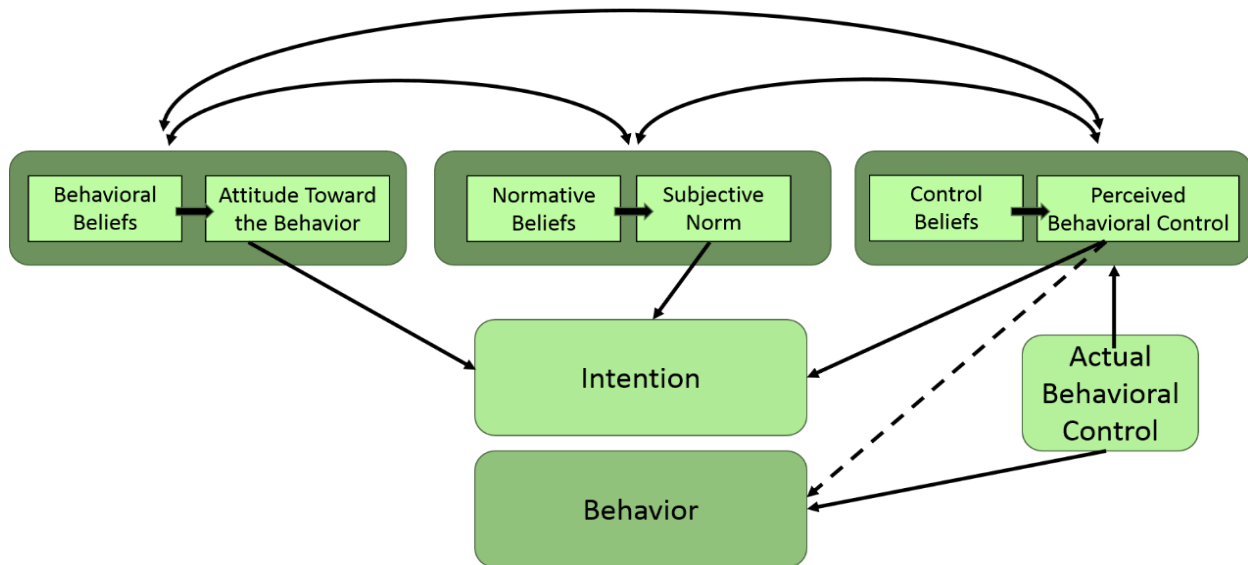 Behavioral
Beliefs
Attitude Toward
the Behavior
Normative
Beliefs
Subjective
Norm
Control
Beliefs
Perceived
Behavioral Control
Intention
Actual
Behavioral
Control
Behavior